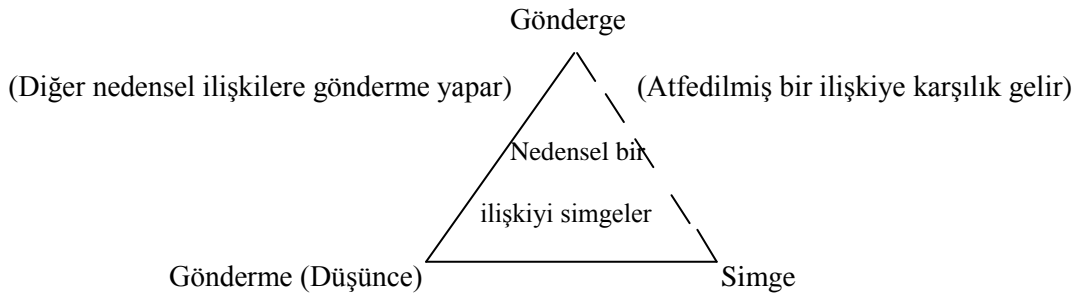 Gönderge
(Diğer nedensel ilişkilere gönderme yapar)
(Atfedilmiş bir ilişkiye karşılık gelir)
Nedensel bir
ilişkiyi simgeler
Gönderme (Düşünce)
Simge